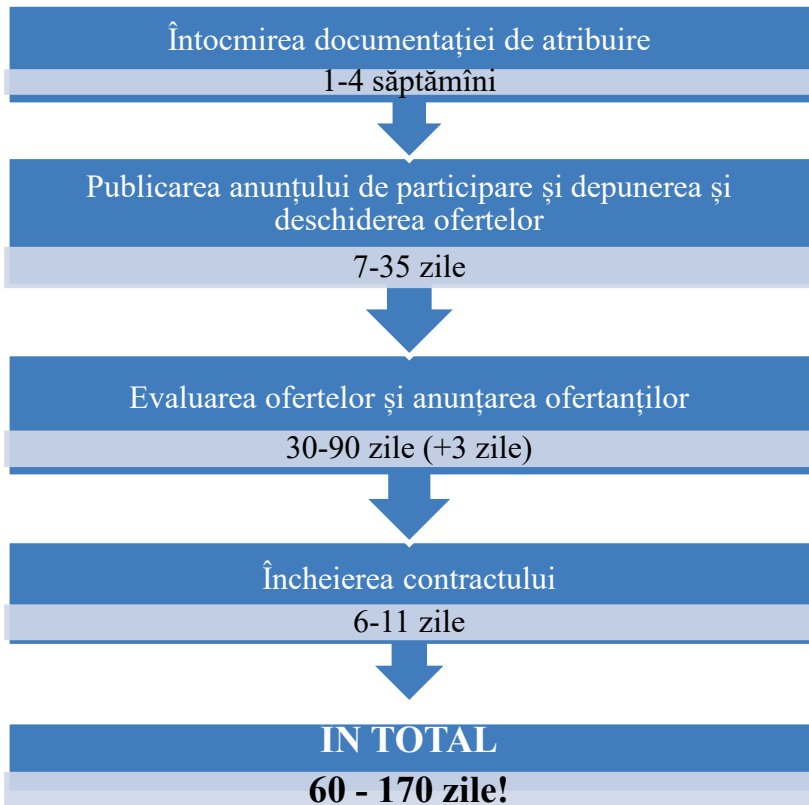 Întocmirea documentației de atribuire
1-4 săptămîni
Publicarea anunțului de participare și depunerea și
deschiderea ofertelor
7-35 zile
Evaluarea ofertelor și anunțarea ofertanților
30-90 zile (+3 zile)
Încheierea contractului
6-11 zile
IN TOTAL
60 - 170 zile!